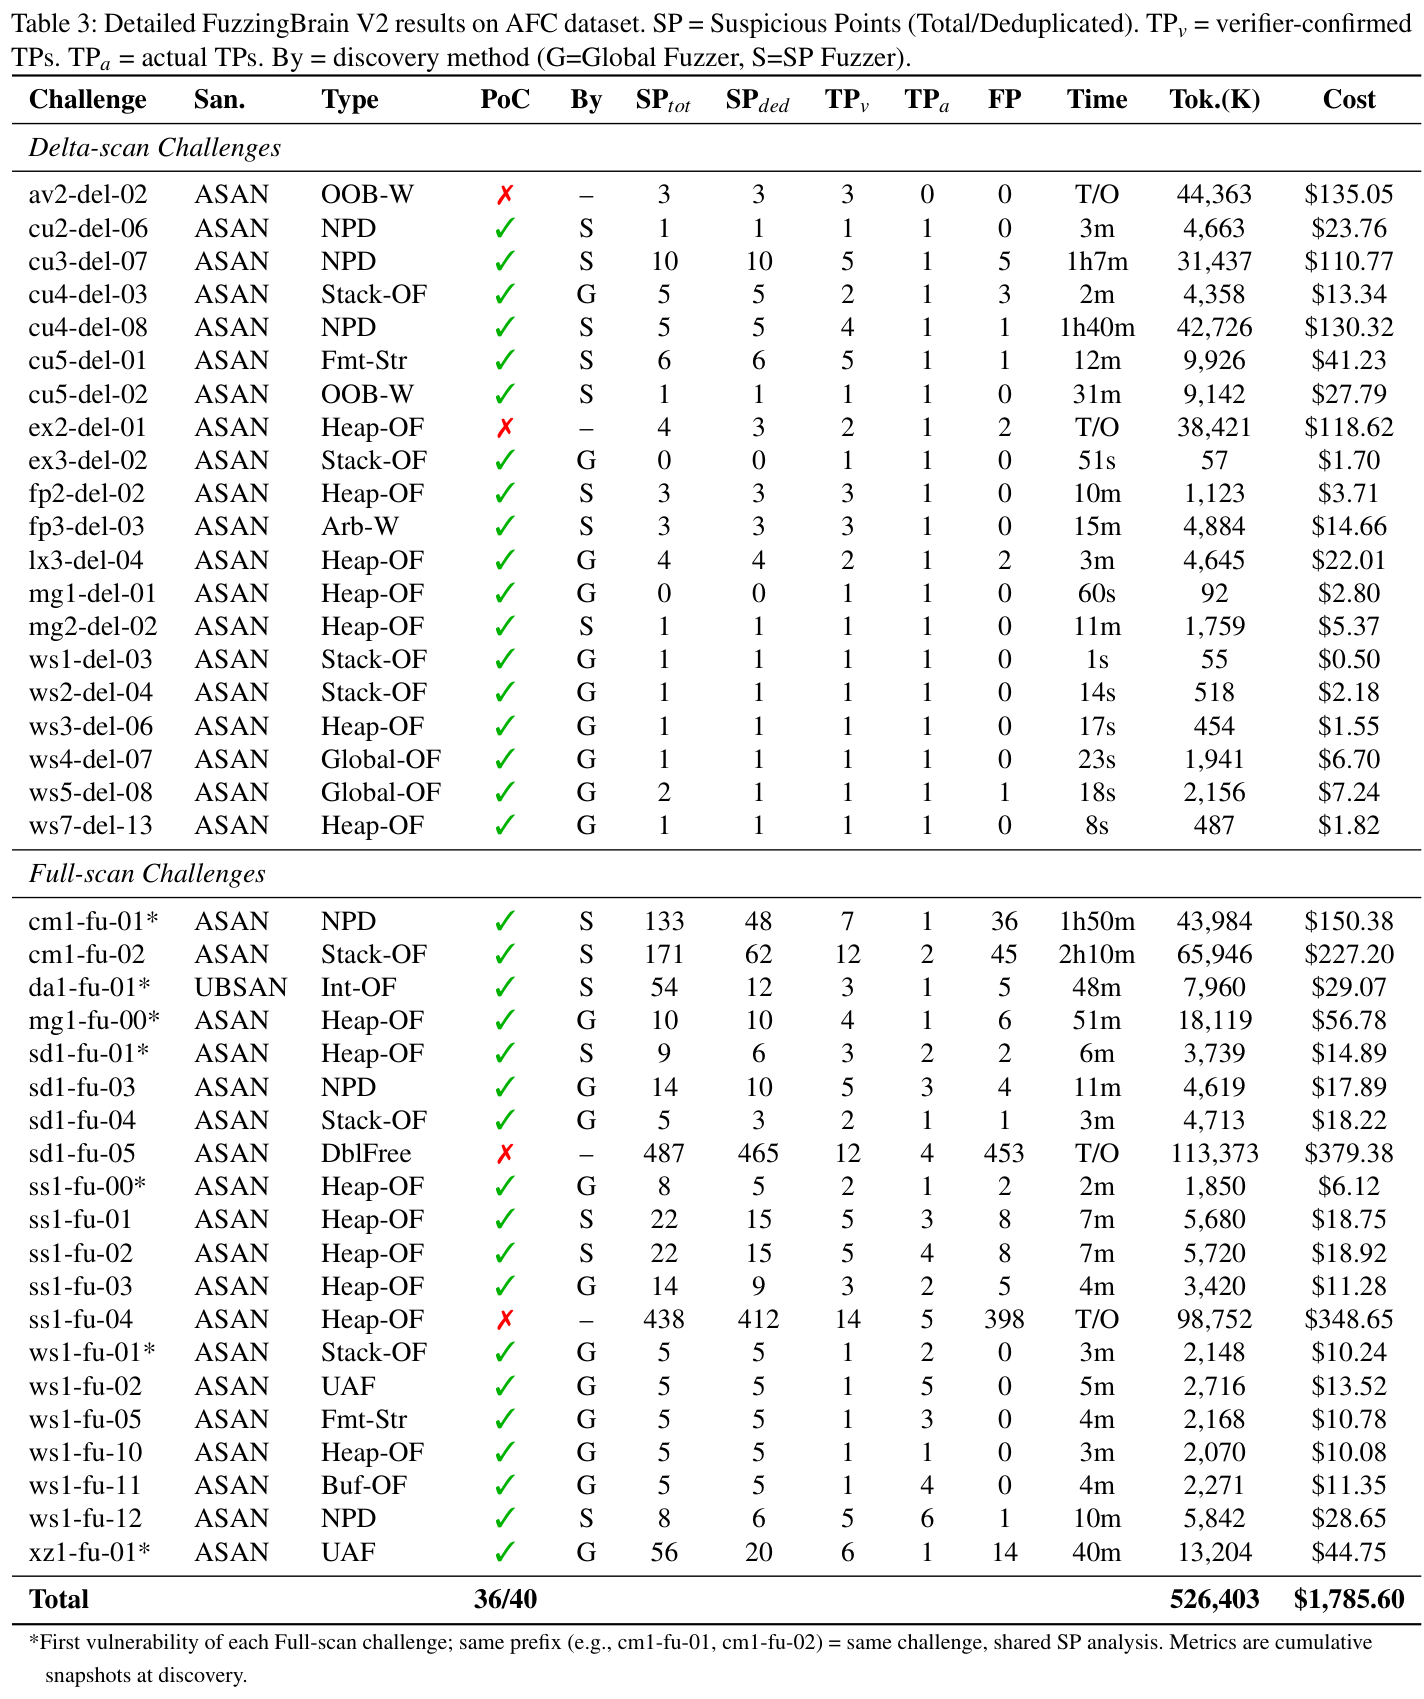 Table 3: Detailed FuzzingBrain V2 results on AFC dataset. SP = Suspicious Points (Total/Deduplicated). TPv = verifier-confirmed
TPs. TPa = actual TPs. By = discovery method (G=Global Fuzzer, S=SP Fuzzer).
Challenge San. Type PoC By SPtot SPded TPv TPa FP Time Tok.(K) Cost
Delta-scan Challenges
av2-del-02 ASAN OOB-W ✗ – 3 3 3 0 0 T/O 44,363 $135.05
cu2-del-06 ASAN NPD ✓ S 1 1 1 1 0 3m 4,663 $23.76
cu3-del-07 ASAN NPD ✓ S 10 10 5 1 5 1h7m 31,437 $110.77
cu4-del-03 ASAN Stack-OF ✓ G 5 5 2 1 3 2m 4,358 $13.34
cu4-del-08 ASAN NPD ✓ S 5 5 4 1 1 1h40m 42,726 $130.32
cu5-del-01 ASAN Fmt-Str ✓ S 6 6 5 1 1 12m 9,926 $41.23
cu5-del-02 ASAN OOB-W ✓ S 1 1 1 1 0 31m 9,142 $27.79
ex2-del-01 ASAN Heap-OF ✗ – 4 3 2 1 2 T/O 38,421 $118.62
ex3-del-02 ASAN Stack-OF ✓ G 0 0 1 1 0 51s 57 $1.70
fp2-del-02 ASAN Heap-OF ✓ S 3 3 3 1 0 10m 1,123 $3.71
fp3-del-03 ASAN Arb-W ✓ S 3 3 3 1 0 15m 4,884 $14.66
lx3-del-04 ASAN Heap-OF ✓ G 4 4 2 1 2 3m 4,645 $22.01
mg1-del-01 ASAN Heap-OF ✓ G 0 0 1 1 0 60s 92 $2.80
mg2-del-02 ASAN Heap-OF ✓ S 1 1 1 1 0 11m 1,759 $5.37
ws1-del-03 ASAN Stack-OF ✓ G 1 1 1 1 0 1s 55 $0.50
ws2-del-04 ASAN Stack-OF ✓ G 1 1 1 1 0 14s 518 $2.18
ws3-del-06 ASAN Heap-OF ✓ G 1 1 1 1 0 17s 454 $1.55
ws4-del-07 ASAN Global-OF ✓ G 1 1 1 1 0 23s 1,941 $6.70
ws5-del-08 ASAN Global-OF ✓ G 2 1 1 1 1 18s 2,156 $7.24
ws7-del-13 ASAN Heap-OF ✓ G 1 1 1 1 0 8s 487 $1.82
Full-scan Challenges
cm1-fu-01* ASAN NPD ✓ S 133 48 7 1 36 1h50m 43,984 $150.38
cm1-fu-02 ASAN Stack-OF ✓ S 171 62 12 2 45 2h10m 65,946 $227.20
da1-fu-01* UBSAN Int-OF ✓ S 54 12 3 1 5 48m 7,960 $29.07
mg1-fu-00* ASAN Heap-OF ✓ G 10 10 4 1 6 51m 18,119 $56.78
sd1-fu-01* ASAN Heap-OF ✓ S 9 6 3 2 2 6m 3,739 $14.89
sd1-fu-03 ASAN NPD ✓ G 14 10 5 3 4 11m 4,619 $17.89
sd1-fu-04 ASAN Stack-OF ✓ G 5 3 2 1 1 3m 4,713 $18.22
sd1-fu-05 ASAN DblFree ✗ – 487 465 12 4 453 T/O 113,373 $379.38
ss1-fu-00* ASAN Heap-OF ✓ G 8 5 2 1 2 2m 1,850 $6.12
ss1-fu-01 ASAN Heap-OF ✓ S 22 15 5 3 8 7m 5,680 $18.75
ss1-fu-02 ASAN Heap-OF ✓ S 22 15 5 4 8 7m 5,720 $18.92
ss1-fu-03 ASAN Heap-OF ✓ G 14 9 3 2 5 4m 3,420 $11.28
ss1-fu-04 ASAN Heap-OF ✗ – 438 412 14 5 398 T/O 98,752 $348.65
ws1-fu-01* ASAN Stack-OF ✓ G 5 5 1 2 0 3m 2,148 $10.24
ws1-fu-02 ASAN UAF ✓ G 5 5 1 5 0 5m 2,716 $13.52
ws1-fu-05 ASAN Fmt-Str ✓ G 5 5 1 3 0 4m 2,168 $10.78
ws1-fu-10 ASAN Heap-OF ✓ G 5 5 1 1 0 3m 2,070 $10.08
ws1-fu-11 ASAN Buf-OF ✓ G 5 5 1 4 0 4m 2,271 $11.35
ws1-fu-12 ASAN NPD ✓ S 8 6 5 6 1 10m 5,842 $28.65
xz1-fu-01* ASAN UAF ✓ G 56 20 6 1 14 40m 13,204 $44.75
Total 36/40 526,403 $1,785.60
*First vulnerability of each Full-scan challenge; same prefix (e.g., cm1-fu-01, cm1-fu-02) = same challenge, shared SP analysis. Metrics are cumulative
snapshots at discovery.